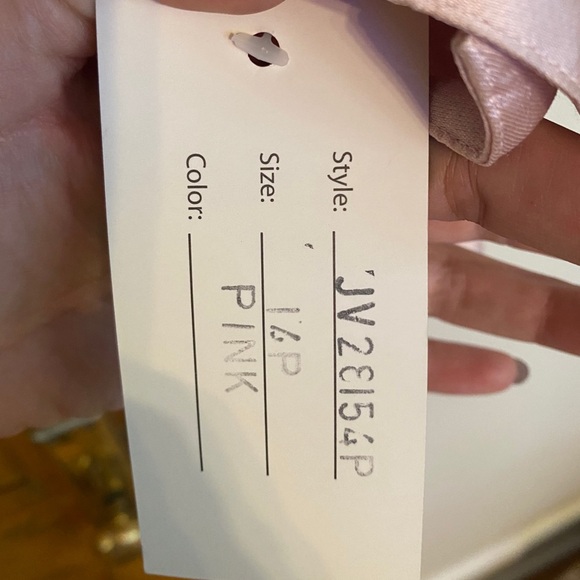 Style: JV28154P
Size: 16P
Color: PINK